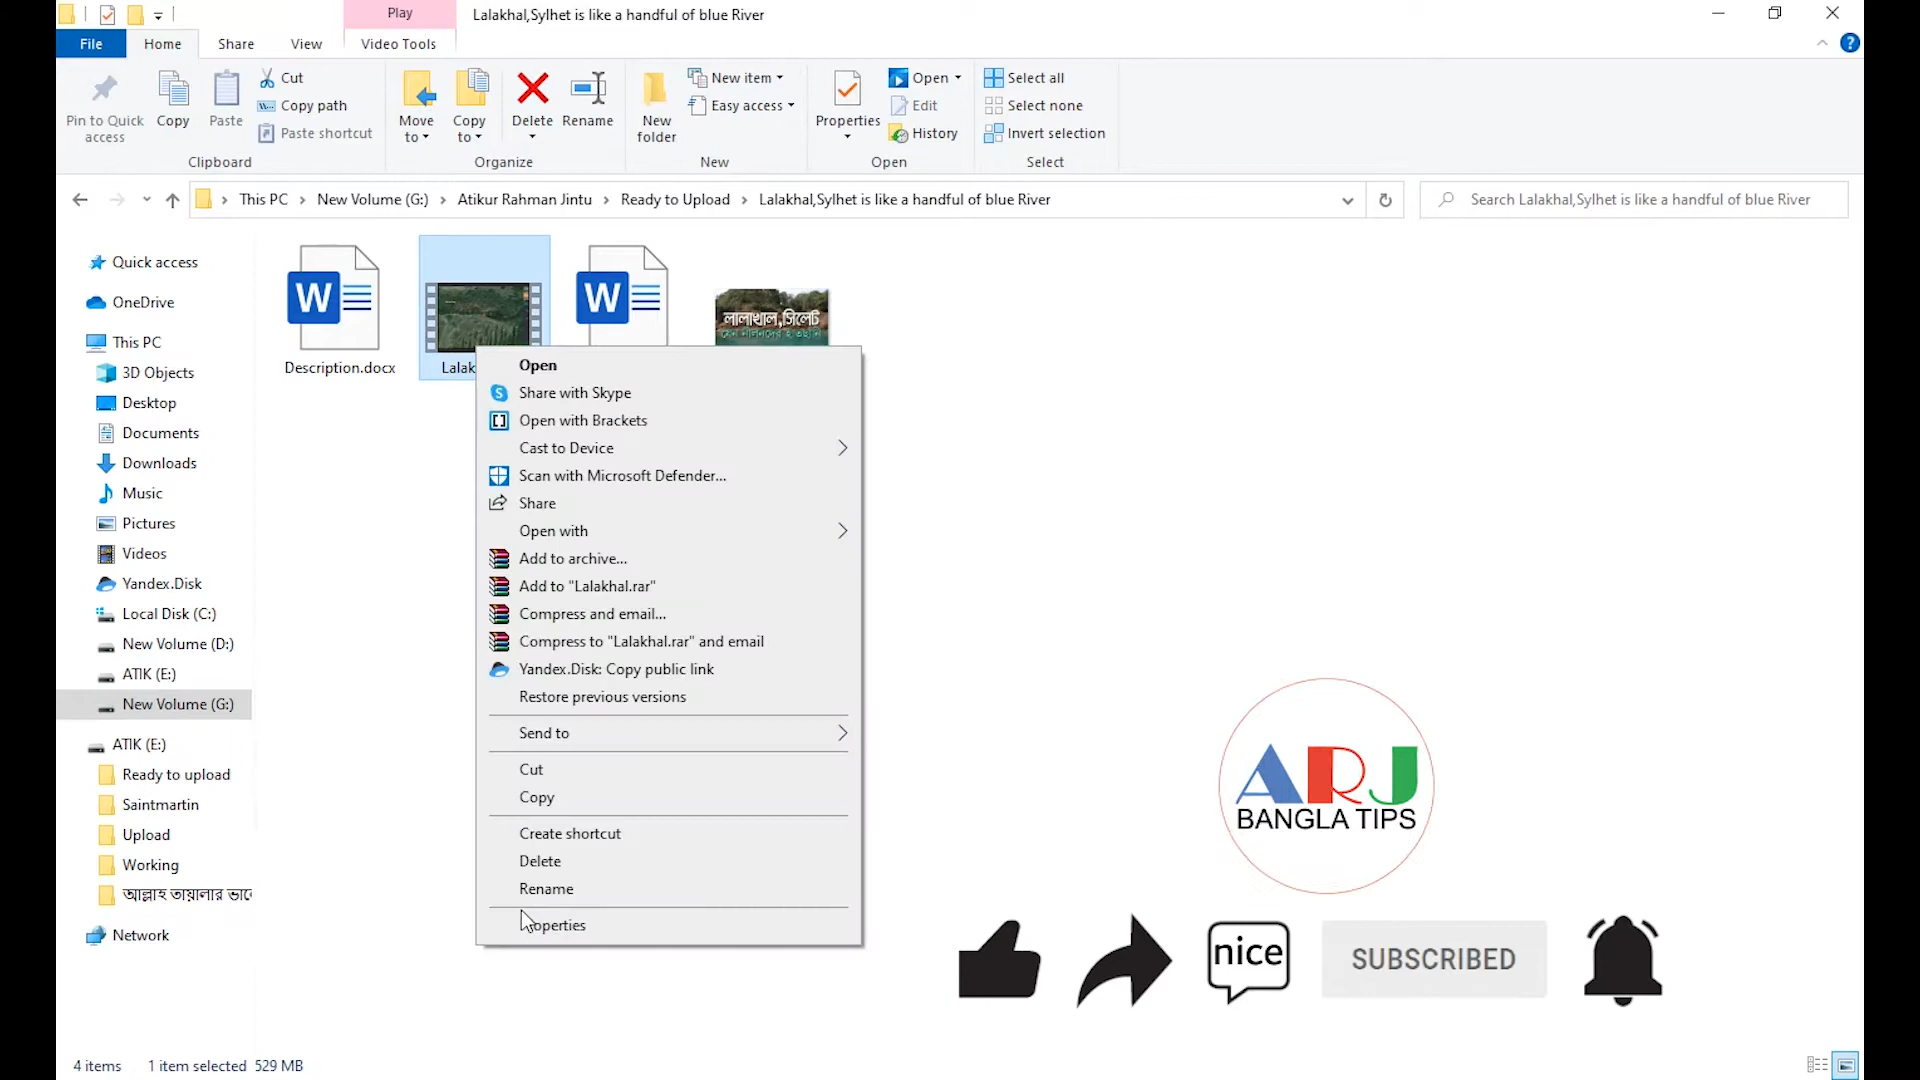 Play
Lalakhal,Sylhet is like a handful of blue River
File
Home
Share
View
Video Tools
Pin to Quick access
Copy
Paste
Cut
Copy path
Paste shortcut
Clipboard
Move to
Copy to
Delete
Rename
Organize
New folder
New item
Easy access
New
Properties
Open
Edit
History
Open
Select all
Select none
Invert selection
Select
This PC
New Volume (G:)
Atikur Rahman Jintu
Ready to Upload
Lalakhal,Sylhet is like a handful of blue River
Search Lalakhal,Sylhet is like a handful of blue River
Quick access
OneDrive
This PC
3D Objects
Desktop
Documents
Downloads
Music
Pictures
Videos
Yandex.Disk
Local Disk (C:)
New Volume (D:)
ATIK (E:)
New Volume (G:)
ATIK (E:)
Ready to upload
Saintmartin
Upload
Working
আল্লাহ তায়ালার ভাে
Network
W
Description.docx
Lalak
W
লালাখাল,সিলেট
Open
Share with Skype
Open with Brackets
Cast to Device
Scan with Microsoft Defender...
Share
Open with
Add to archive...
Add to "Lalakhal.rar"
Compress and email...
Compress to "Lalakhal.rar" and email
Yandex.Disk: Copy public link
Restore previous versions
Send to
Cut
Copy
Create shortcut
Delete
Rename
operties
ARJ
BANGLA TIPS
nice
SUBSCRIBED
4 items
1 item selected 529 MB